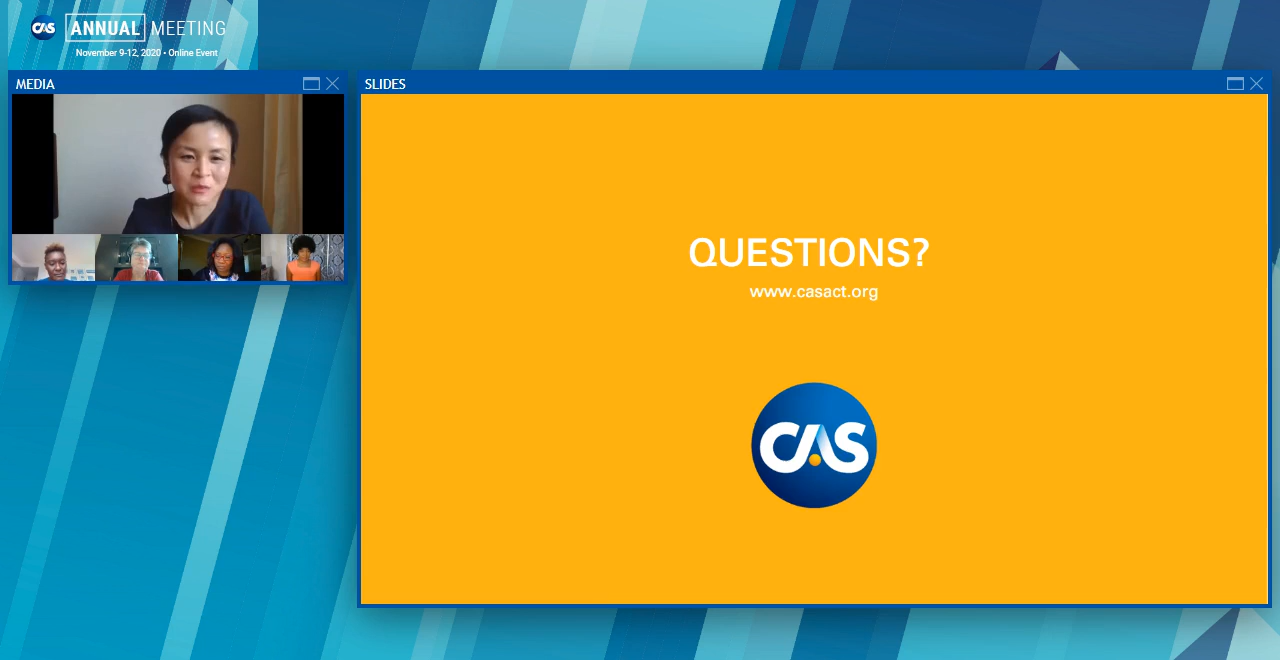 CAS ANNUAL MEETING
November 9-12, 2020 • Online Event
MEDIA
SLIDES
QUESTIONS?
www.casact.org
CAS